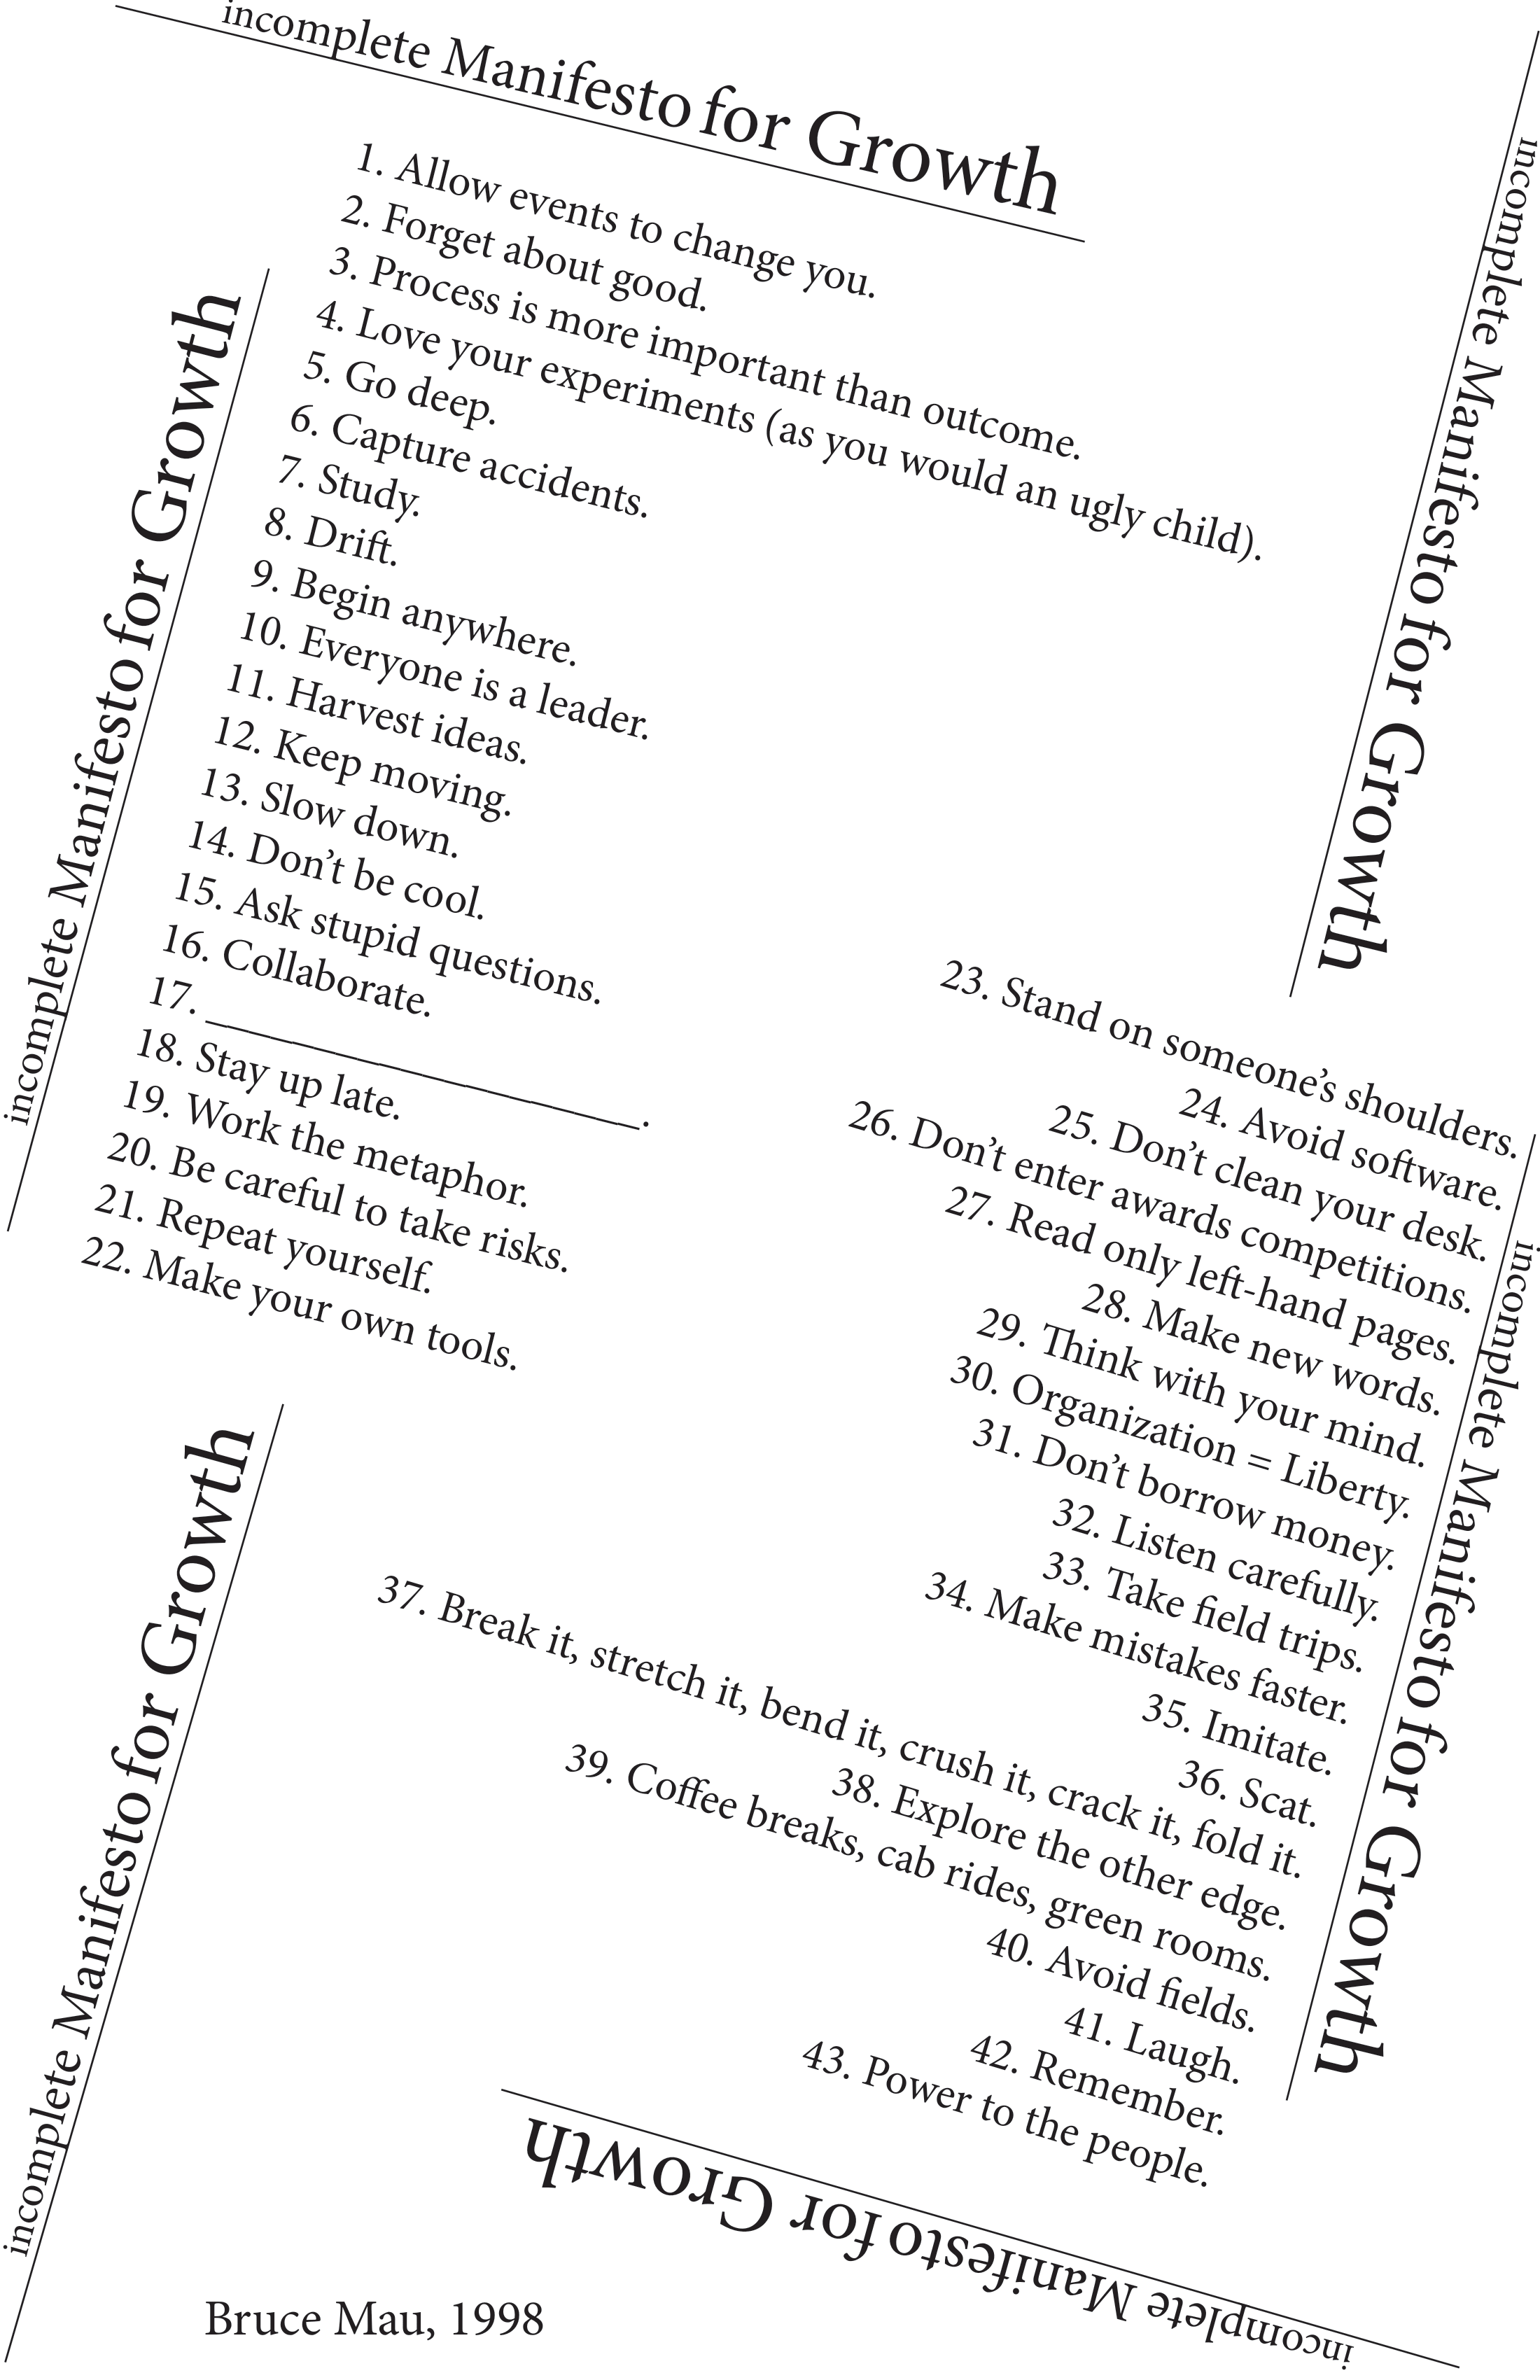 incomplete Manifesto for Growth
incomplete Manifesto for Growth
incomplete Manifesto for Growth
1. Allow events to change you.
2. Forget about good.
3. Process is more important than outcome.
4. Love your experiments (as you would an ugly child).
5. Go deep.
6. Capture accidents.
7. Study.
8. Drift.
9. Begin anywhere.
10. Everyone is a leader.
11. Harvest ideas.
12. Keep moving.
13. Slow down.
14. Don’t be cool.
15. Ask stupid questions.
16. Collaborate.
17. ____________________.
18. Stay up late.
19. Work the metaphor.
20. Be careful to take risks.
21. Repeat yourself.
22. Make your own tools.
23. Stand on someone’s shoulders.
24. Avoid software.
25. Don’t clean your desk.
26. Don’t enter awards competitions.
27. Read only left-hand pages.
28. Make new words.
29. Think with your mind.
30. Organization = Liberty.
31. Don’t borrow money.
32. Listen carefully.
33. Take field trips.
34. Make mistakes faster.
35. Imitate.
36. Scat.
37. Break it, stretch it, bend it, crush it, crack it, fold it.
38. Explore the other edge.
39. Coffee breaks, cab rides, green rooms.
40. Avoid fields.
41. Laugh.
42. Remember.
43. Power to the people.
incomplete Manifesto for Growth
incomplete Manifesto for Growth
incomplete Manifesto for Growth
Bruce Mau, 1998